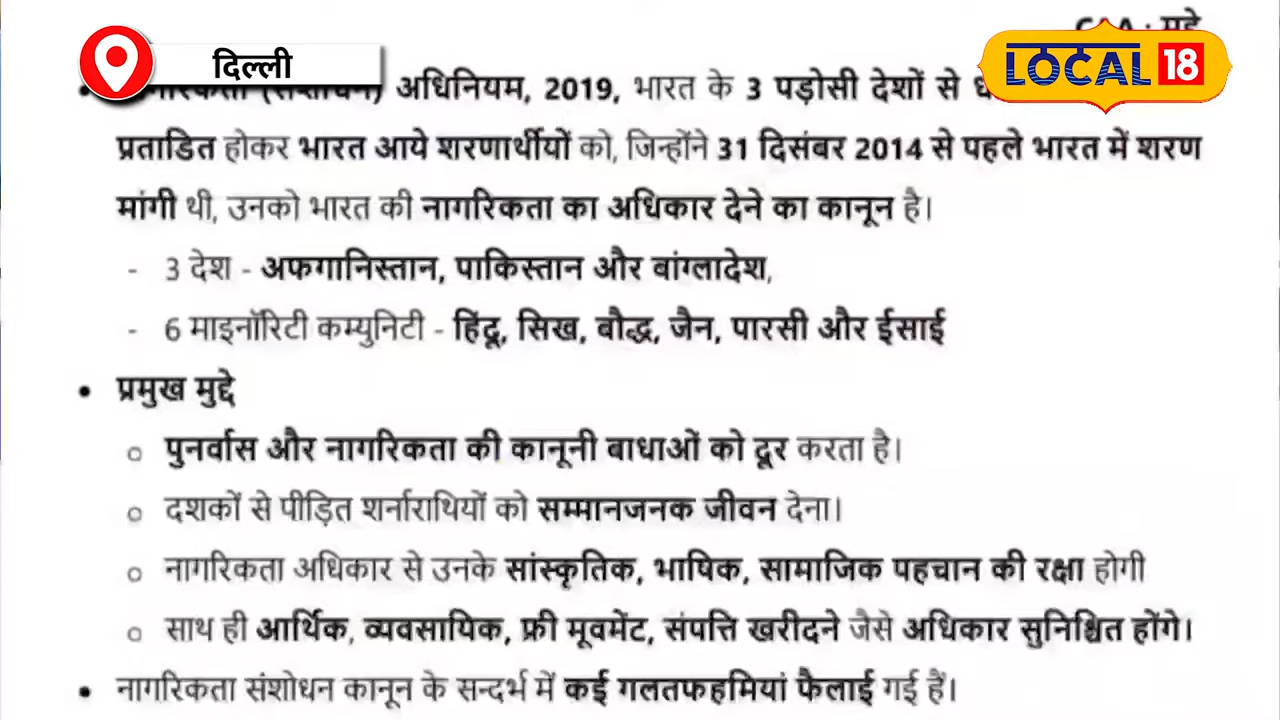 CAA : मुद्दे
दिल्ली
LOCAL 18
(संशोधन) अधिनियम, 2019, भारत के 3 पड़ोसी देशों से
प्रताडित होकर भारत आये शरणार्थीयों को, जिन्होंने 31 दिसंबर 2014 से पहले भारत में शरण
मांगी थी, उनको भारत की नागरिकता का अधिकार देने का कानून है।
- 3 देश - अफगानिस्तान, पाकिस्तान और बांग्लादेश,
- 6 माइनॉरिटी कम्युनिटी - हिंदू, सिख, बौद्ध, जैन, पारसी और ईसाई
• प्रमुख मुद्दे
o पुनर्वास और नागरिकता की कानूनी बाधाओं को दूर करता है।
o दशकों से पीड़ित शर्नाराथियों को सम्मानजनक जीवन देना।
o नागरिकता अधिकार से उनके सांस्कृतिक, भाषिक, सामाजिक पहचान की रक्षा होगी
o साथ ही आर्थिक, व्यवसायिक, फ्री मूवमेंट, संपत्ति खरीदने जैसे अधिकार सुनिश्चित होंगे।
• नागरिकता संशोधन कानून के सन्दर्भ में कई गलतफहमियां फैलाई गई हैं।